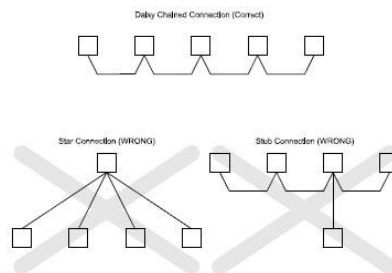 Daisy Chained Connection (Correct)
Star Connection (WRONG)
Stub Connection (WRONG)